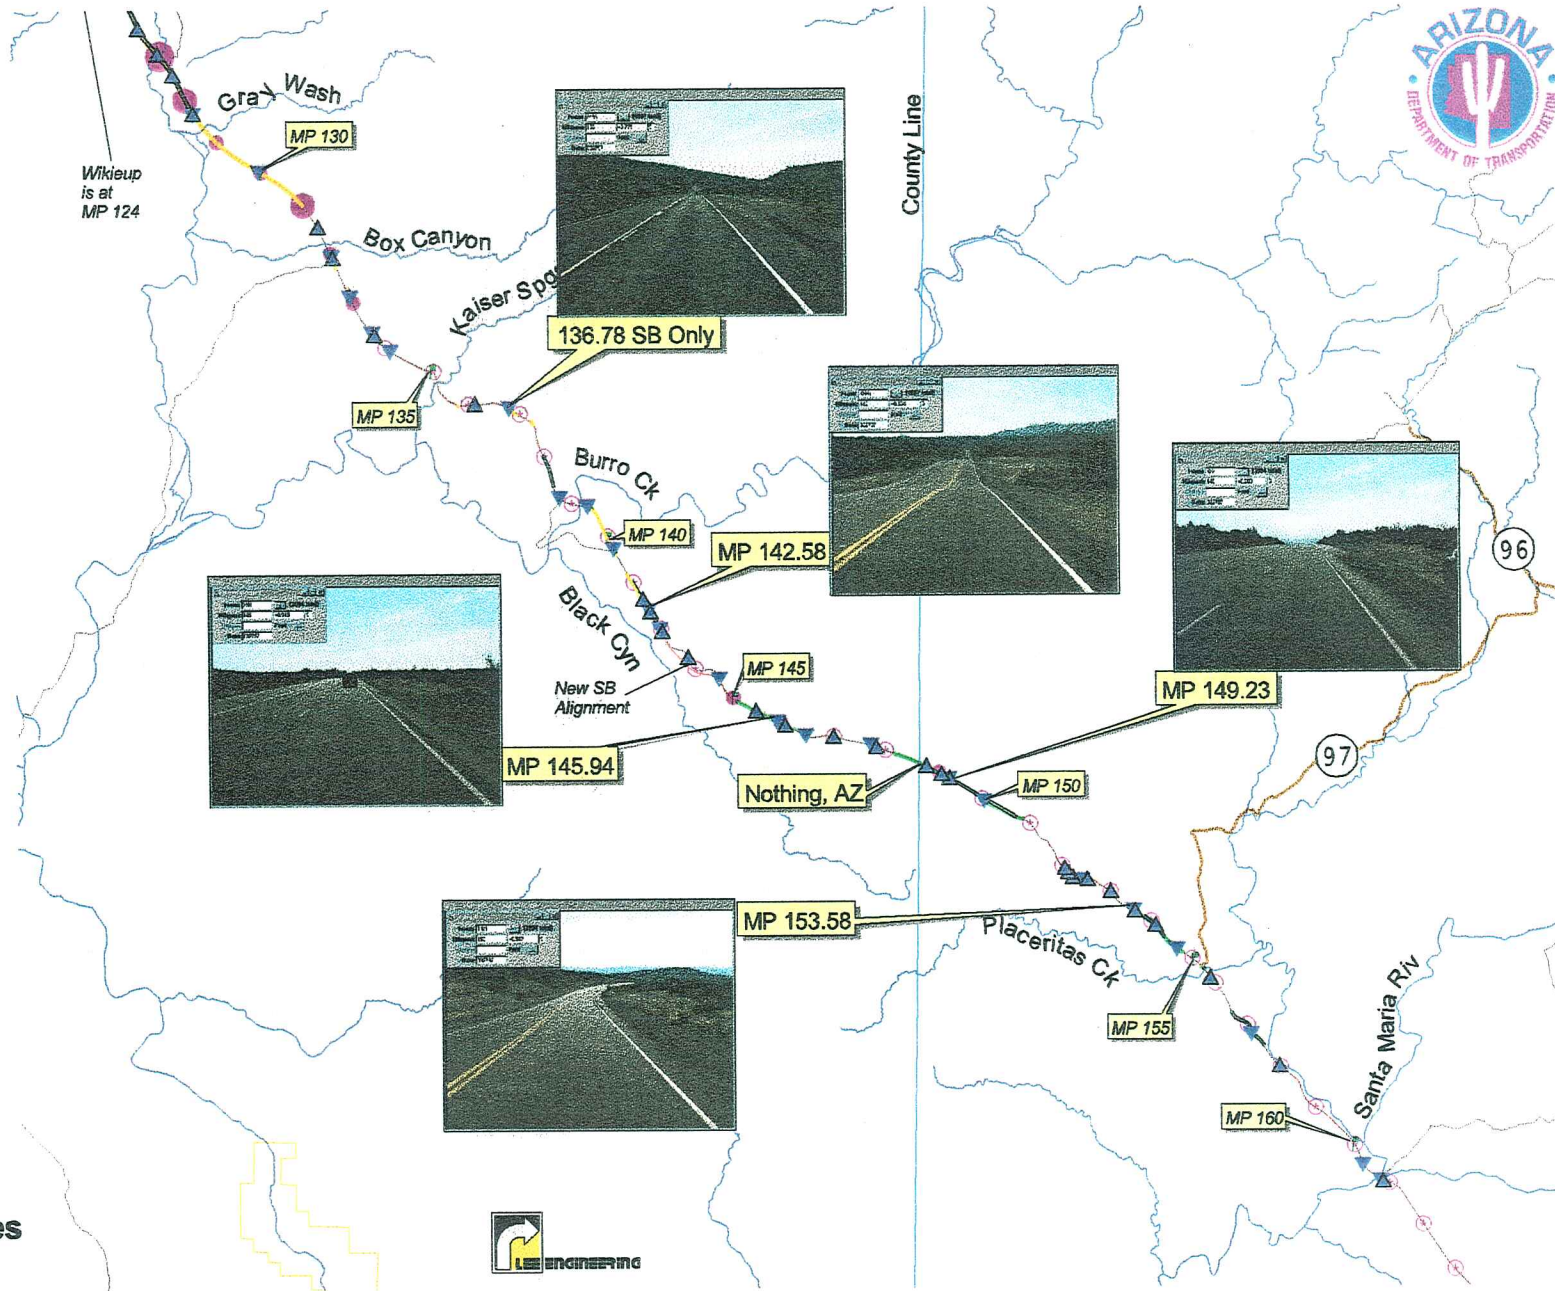 ARIZONA
DEPARTMENT OF TRANSPORTATION
Gray Wash
MP 130
Wikieup
is at
MP 124
County Line
Box Canyon
Kaiser Spgs
136.78 SB Only
MP 135
Burro Ck
MP 140
MP 142.58
96
Black Cyn
New SB
Alignment
MP 145
MP 149.23
MP 145.94
97
Nothing, AZ
MP 150
MP 153.58
Placeritas Ck
MP 155
Santa Maria Riv
MP 160
es
LEE ENGINEERING